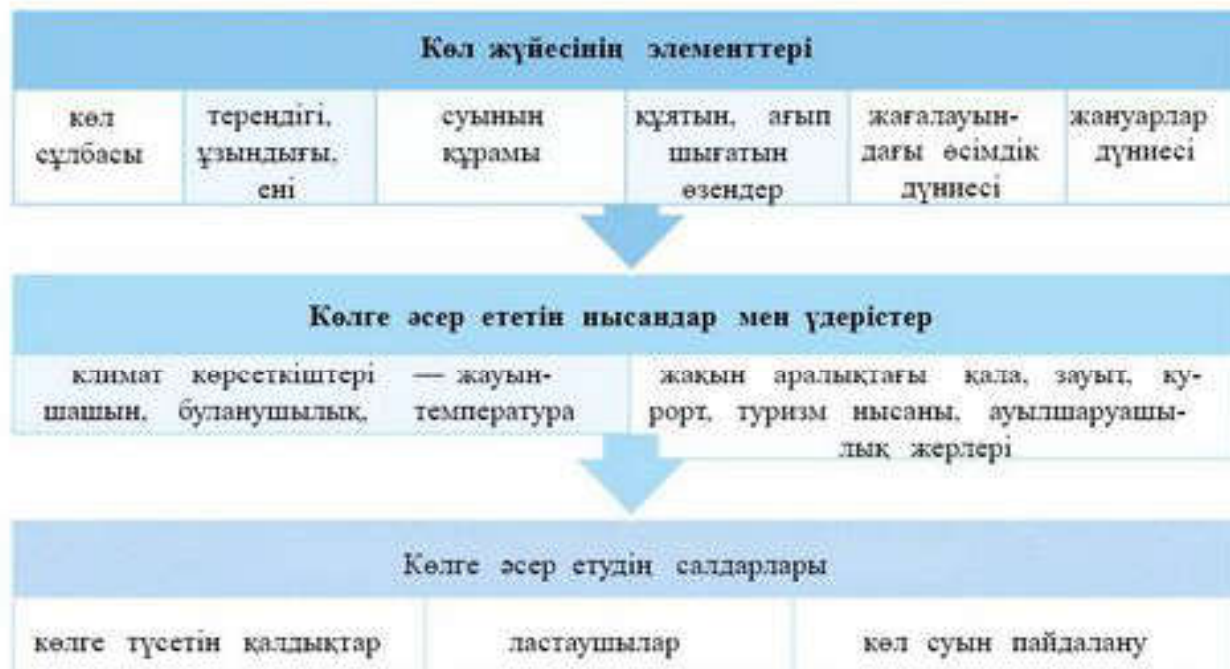 Көл жүйесінің элементтері
көл
сұлбасы
тереңдігі,
ұзындығы,
ені
суының
құрамы
құятын, ағып
шығатын
өзендер
жағалауын-
дағы өсімдік
дүниесі
жануарлар
дүниесі
Көлге әсер ететін нысандар мен үдерістер
климат көрсеткіштері — жауын-
шашын, буланушылық, температура
жақын аралықтағы қала, зауыт, ку-
рорт, туризм нысаны, ауылшаруашы-
лық жерлері
Көлге әсер етудің салдарлары
көлге түсетін қалдықтар
ластаушылар
көл суын пайдалану